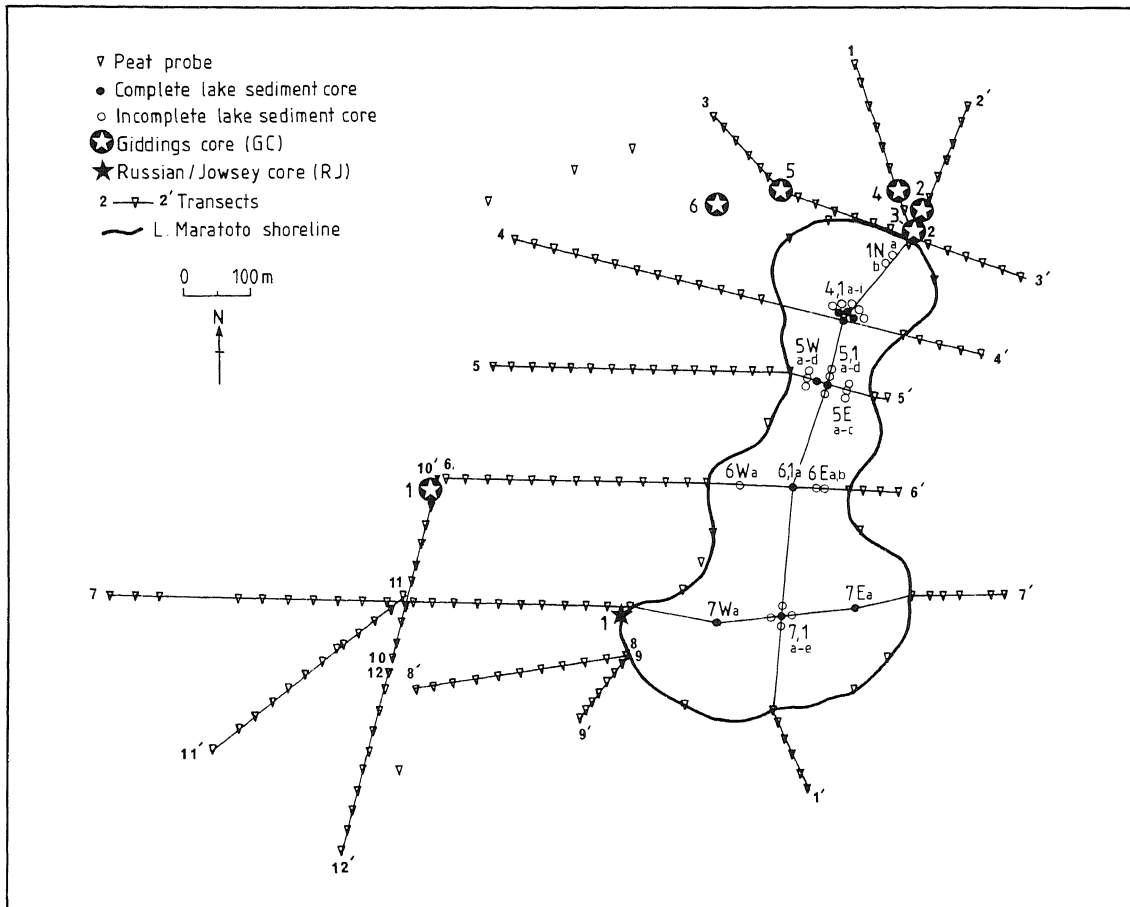 Peat probe
Complete lake sediment core
Incomplete lake sediment core
Giddings core (GC)
Russian/Jowsey core (RJ)
2 2′ Transects
L. Maratoto shoreline
0 100m
N
1
2′
3
5
4
2
6
3
2
1N a
b
3′
4
4,1 a-i
4′
5W
a-d
5,1
a-d
5
5′
5E
a-c
10′ 6,
1
6Wa 6,1a 6Ea,b
6′
11
7
7Ea
7′
1
7Wa
7,1
a-e
8
9
10
12
8′
9′
11′
1′
12′